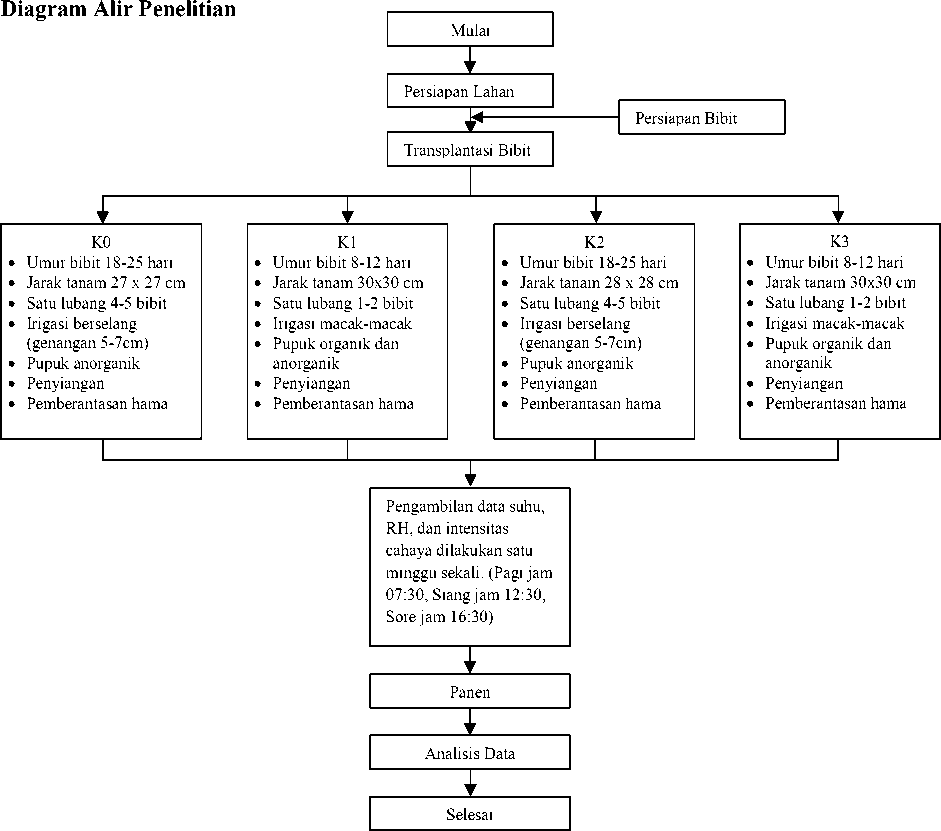 Diagram Alir Penelitian
Mulai
Persiapan Lahan
Persiapan Bibit
Transplantasi Bibit
K0
• Umur bibit 18-25 hari
• Jarak tanam 27 x 27 cm
• Satu lubang 4-5 bibit
• Irigasi berselang
(genangan 5-7cm)
• Pupuk anorganik
• Penyiangan
• Pemberantasan hama
K1
• Umur bibit 8-12 hari
• Jarak tanam 30x30 cm
• Satu lubang 1-2 bibit
• Irigasi macak-macak
• Pupuk organik dan
anorganik
• Penyiangan
• Pemberantasan hama
K2
• Umur bibit 18-25 hari
• Jarak tanam 28 x 28 cm
• Satu lubang 4-5 bibit
• Irigasi berselang
(genangan 5-7cm)
• Pupuk anorganik
• Penyiangan
• Pemberantasan hama
K3
• Umur bibit 8-12 hari
• Jarak tanam 30x30 cm
• Satu lubang 1-2 bibit
• Irigasi macak-macak
• Pupuk organik dan
anorganik
• Penyiangan
• Pemberantasan hama
Pengambilan data suhu,
RH, dan intensitas
cahaya dilakukan satu
minggu sekali. (Pagi jam
07:30, Siang jam 12:30,
Sore jam 16:30)
Panen
Analisis Data
Selesai